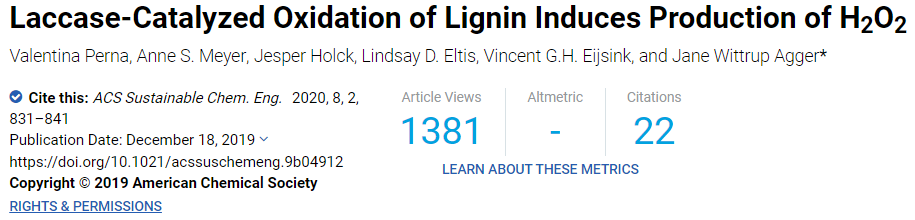 Laccase-Catalyzed Oxidation of Lignin Induces Production of H₂O₂
Valentina Perna, Anne S. Meyer, Jesper Holck, Lindsay D. Eltis, Vincent G.H. Eijsink, and Jane Wittrup Agger*
Cite this: ACS Sustainable Chem. Eng. 2020, 8, 2,
831–841
Publication Date: December 18, 2019
https://doi.org/10.1021/acssuschemeng.9b04912
Copyright © 2019 American Chemical Society
RIGHTS & PERMISSIONS
Article Views
1381
Altmetric
-
Citations
22
LEARN ABOUT THESE METRICS